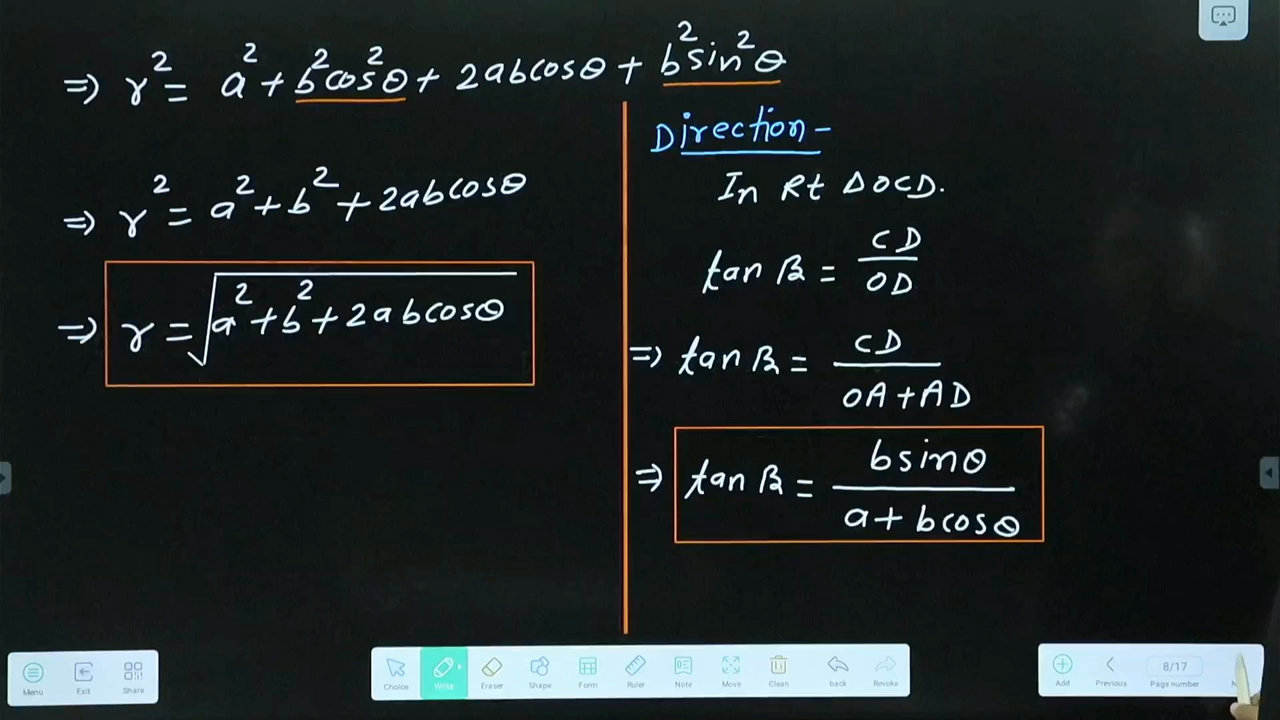 ⇒ r² = a² + b²cos²θ + 2abcosθ + b²sin²θ
⇒ r² = a² + b² + 2abcosθ
⇒ r = √(a² + b² + 2abcosθ)
Direction -
In Rt ΔOCD.
tan β = CD / OD
⇒ tan β = CD / OA + AD
⇒ tan β = bsinθ / a + bcosθ
Menu Exit Share
Choice Write Eraser Shape Form Ruler Note Move Clean back Revoke
Add Previous 8/17 Page number